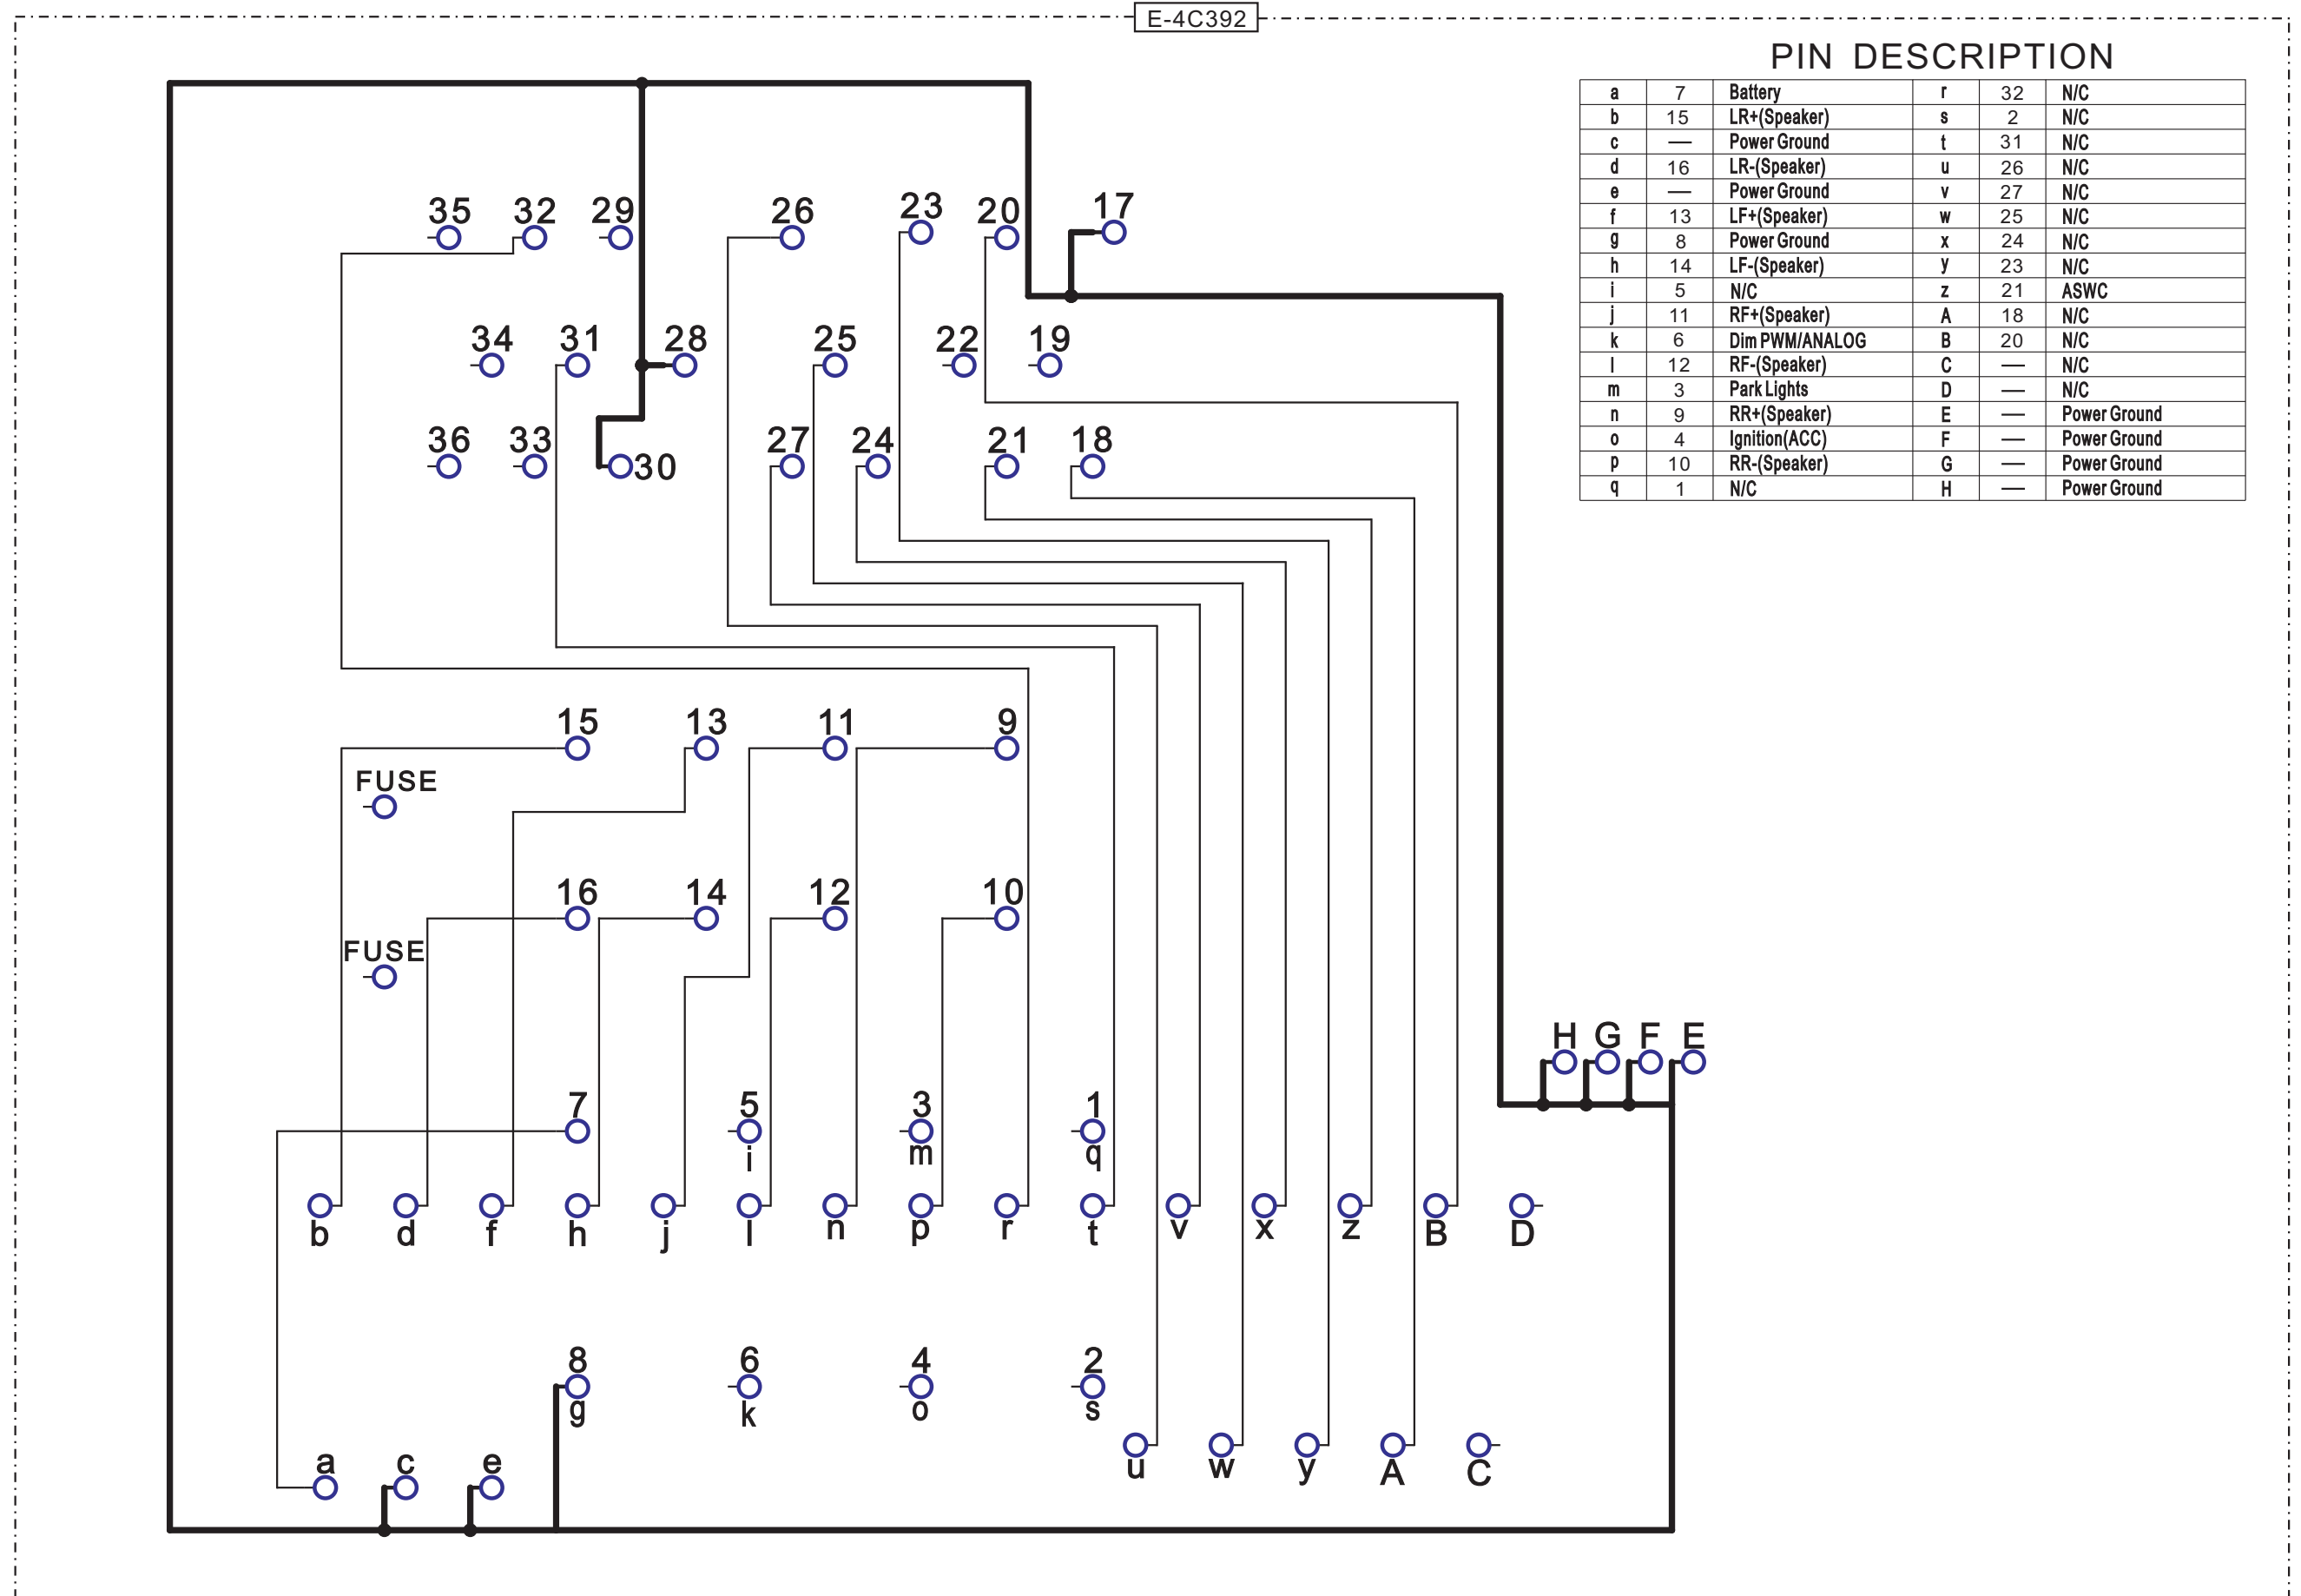 E-4C392
PIN DESCRIPTION
a 7 Battery r 32 N/C
b 15 LR+(Speaker) s 2 N/C
c — Power Ground t 31 N/C
d 16 LR-(Speaker) u 26 N/C
e — Power Ground v 27 N/C
f 13 LF+(Speaker) w 25 N/C
g 8 Power Ground x 24 N/C
h 14 LF-(Speaker) y 23 N/C
i 5 N/C z 21 ASWC
j 11 RF+(Speaker) A 18 N/C
k 6 Dim PWM/ANALOG B 20 N/C
l 12 RF-(Speaker) C — N/C
m 3 Park Lights D — N/C
n 9 RR+(Speaker) E — Power Ground
o 4 Ignition(ACC) F — Power Ground
p 10 RR-(Speaker) G — Power Ground
q 1 N/C H — Power Ground
35 32 29 26 23 20 17
34 31 28 25 22 19
36 33 30 27 24 21 18
15 13 11 9
FUSE
16 14 12 10
FUSE
H G F E
7 5 3 1
i m q
b d f h j l n p r t v x z B D
8 6 4 2
g k o s
a c e u w y A C